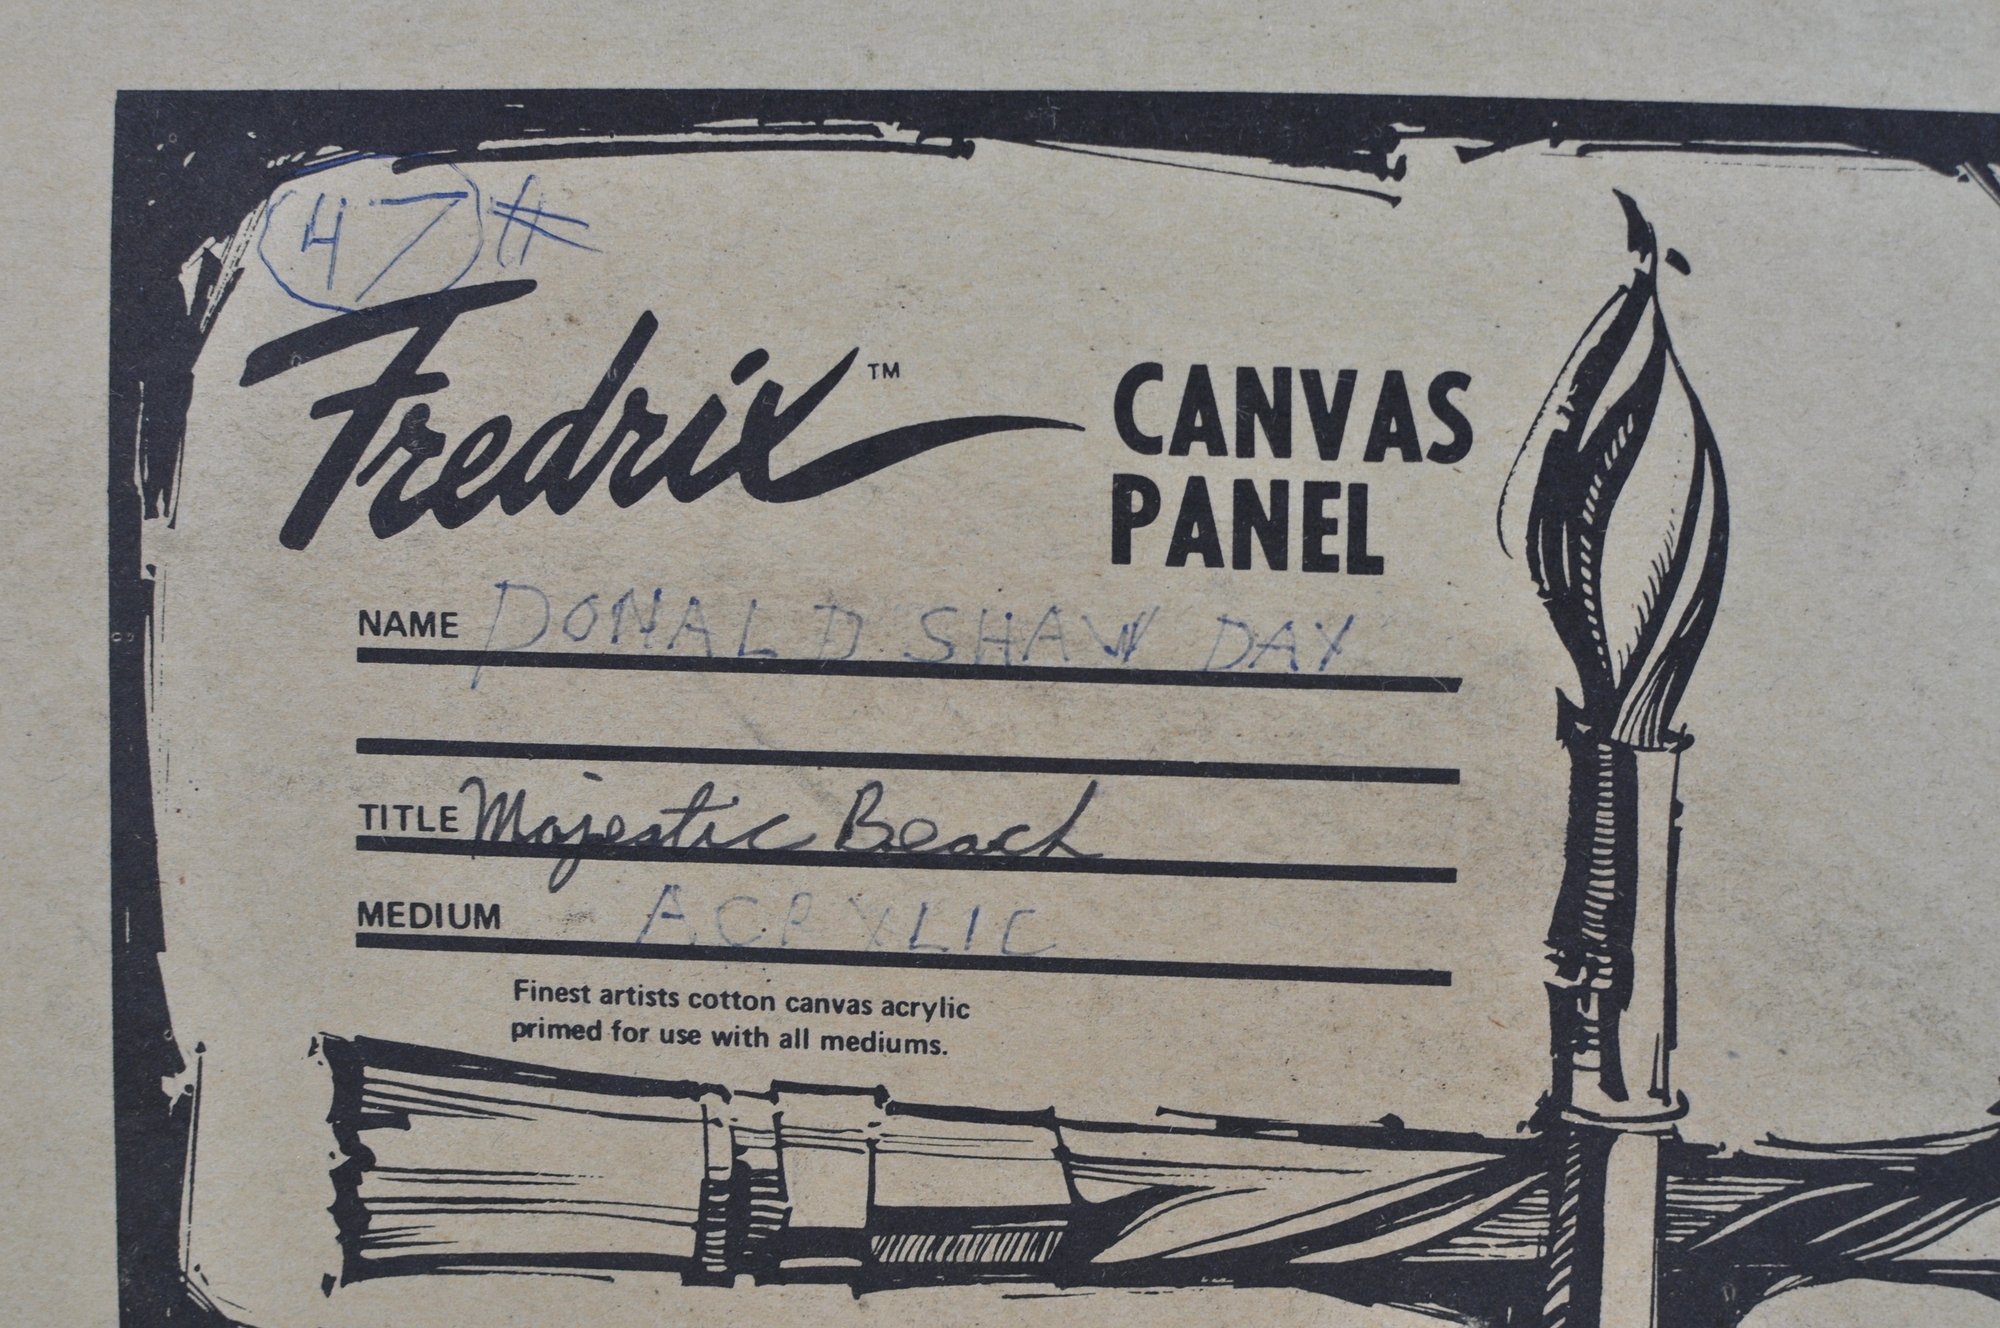 47 #
Fredrix™ CANVAS
PANEL
NAME DONALD SHAW DAY
TITLE Majestic Beach
MEDIUM ACRYLIC
Finest artists cotton canvas acrylic
primed for use with all mediums.